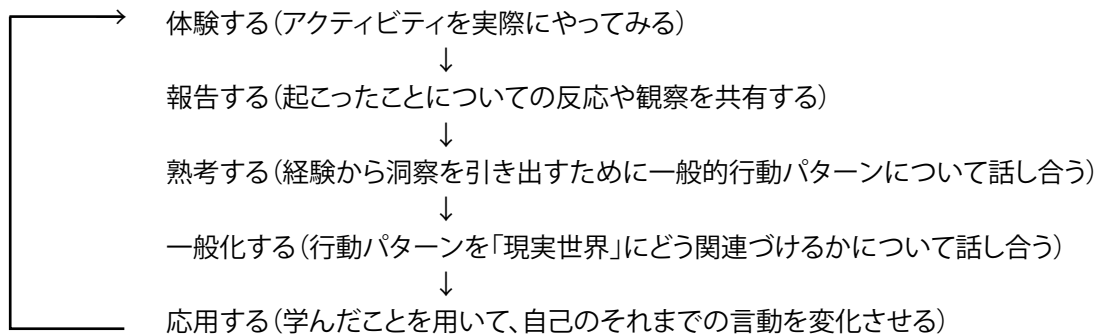 体験する（アクティビティを実際にやってみる）
↓
報告する（起こったことについての反応や観察を共有する）
↓
熟考する（経験から洞察を引き出すために一般的行動パターンについて話し合う）
↓
一般化する（行動パターンを「現実世界」にどう関連づけるかについて話し合う）
↓
応用する（学んだことを用いて、自己のそれまでの言動を変化させる）